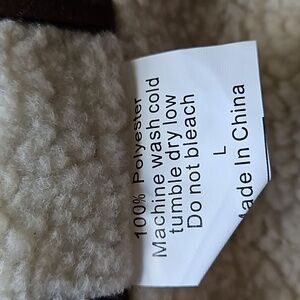 100% Polyester
Machine wash cold
tumble dry low
Do not bleach
L
Made In China